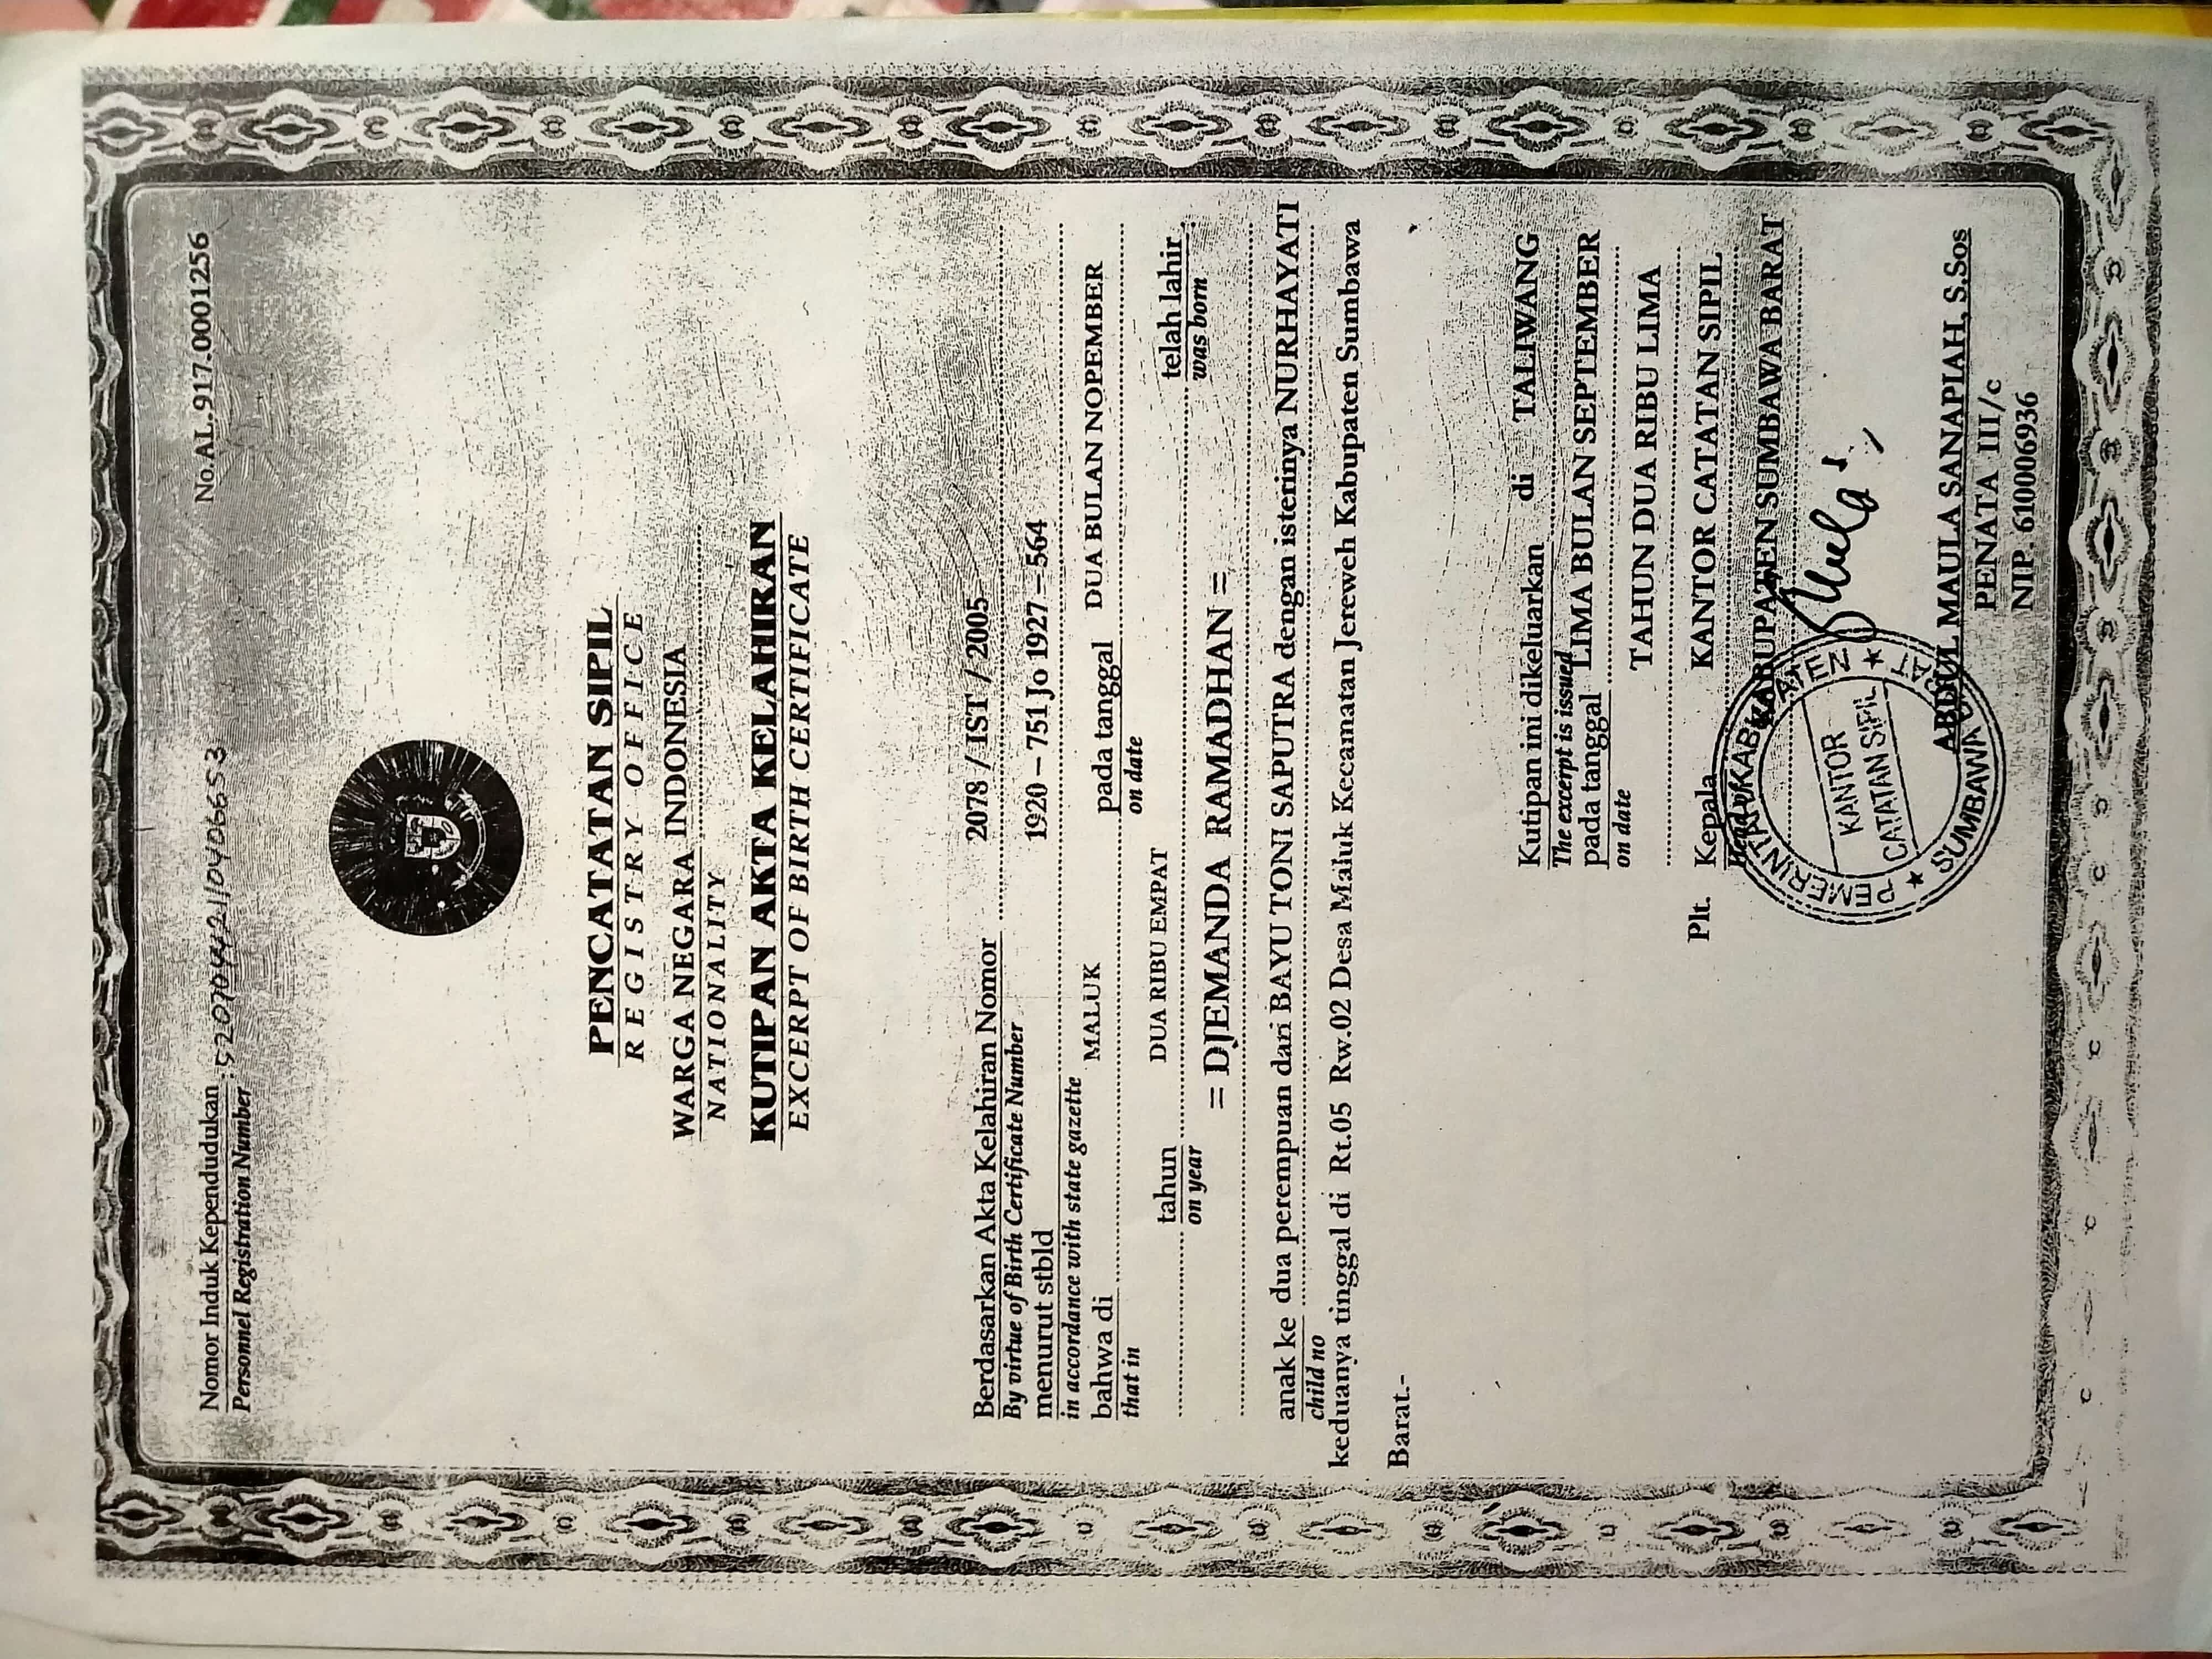 No. AL.917.0001256
Nomor Induk Kependudukan : 52070442110406653
Personnel Registration Number
PENCATATAN SIPIL
REGISTRY OFFICE
WARGA NEGARA INDONESIA
NATIONALITY
KUTIPAN AKTA KELAHIRAN
EXCERPT OF BIRTH CERTIFICATE
Berdasarkan Akta Kelahiran Nomor 2078 / IST / 2005
By virtue of Birth Certificate Number
menurut stbld 1920 – 751 Jo 1927 – 564
in accordance with state gazette
bahwa di MALUK pada tanggal DUA BULAN NOPEMBER
that in on date
tahun DUA RIBU EMPAT telah lahir
on year was born
= DJEMANDA RAMADHAN =
anak ke dua perempuan dari BAYU TONI SAPUTRA dengan isterinya NURHAYATI
child no
keduanya tinggal di Rt.05 Rw.02 Desa Maluk Kecamatan Jereweh Kabupaten Sumbawa
Barat.-
Kutipan ini dikeluarkan di TALIWANG
The excerpt is issued
pada tanggal LIMA BULAN SEPTEMBER
on date
TAHUN DUA RIBU LIMA
Plt. Kepala KANTOR CATATAN SIPIL
Head of KABUPATEN SUMBAWA BARAT
PEMERINTAH KABUPATEN
SUMBAWA BARAT
KANTOR
CATATAN SIPIL
ABDUL MAULA SANAPIAH, S.Sos
PENATA III/c
NIP. 610006936